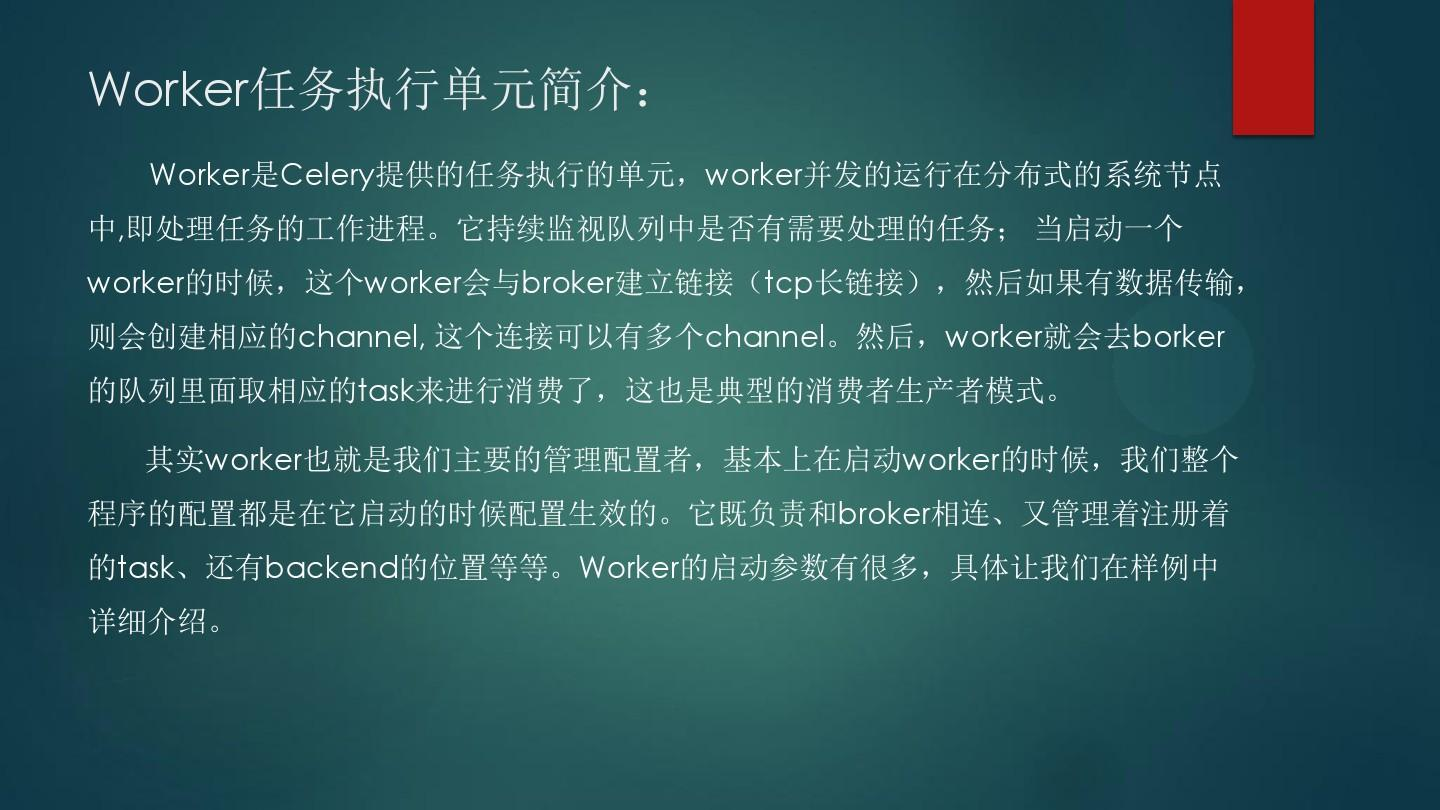 Worker任务执行单元简介：
Worker是Celery提供的任务执行的单元，worker并发的运行在分布式的系统节点
中,即处理任务的工作进程。它持续监视队列中是否有需要处理的任务； 当启动一个
worker的时候，这个worker会与broker建立链接（tcp长链接），然后如果有数据传输，
则会创建相应的channel, 这个连接可以有多个channel。然后，worker就会去borker
的队列里面取相应的task来进行消费了，这也是典型的消费者生产者模式。
其实worker也就是我们主要的管理配置者，基本上在启动worker的时候，我们整个
程序的配置都是在它启动的时候配置生效的。它既负责和broker相连、又管理着注册着
的task、还有backend的位置等等。Worker的启动参数有很多，具体让我们在样例中
详细介绍。